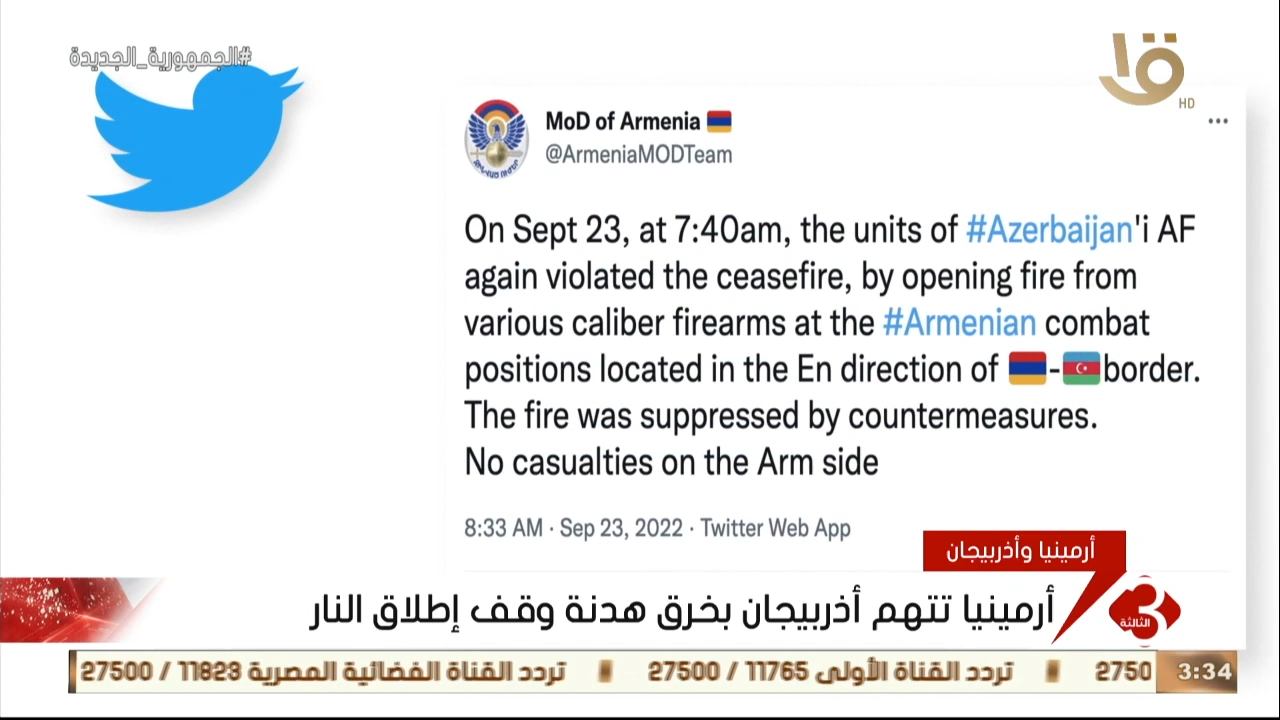 #الجمهورية_الجديدة
HD
MoD of Armenia
@ArmeniaMODTeam
On Sept 23, at 7:40am, the units of #Azerbaijan'i AF
again violated the ceasefire, by opening fire from
various caliber firearms at the #Armenian combat
positions located in the En direction of 🇦🇲-🇦🇿border.
The fire was suppressed by countermeasures.
No casualties on the Arm side
8:33 AM · Sep 23, 2022 · Twitter Web App
أرمينيا وأذربيجان
أرمينيا تتهم أذربيجان بخرق هدنة وقف إطلاق النار
3 الثالثة
2750 ▪ تردد القناة الأولى 11765 / 27500 ▪ تردد القناة الفضائية المصرية 11823 / 27500
3:34